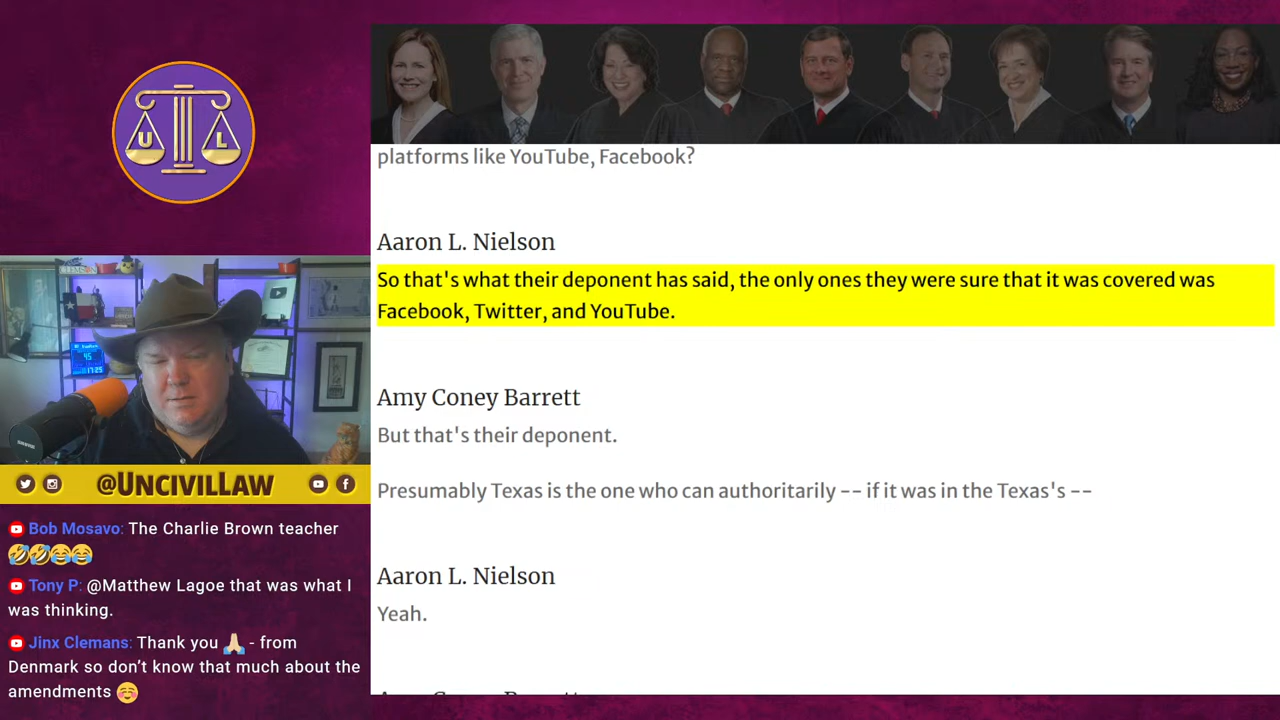 U L
platforms like YouTube, Facebook?
Aaron L. Nielson
So that's what their deponent has said, the only ones they were sure that it was covered was
Facebook, Twitter, and YouTube.
Amy Coney Barrett
But that's their deponent.
Presumably Texas is the one who can authoritarily -- if it was in the Texas's --
Aaron L. Nielson
Yeah.
45
@UNCIVILLAW
Bob Mosavo: The Charlie Brown teacher
🤣🤣😂😂
Tony P: @Matthew Lagoe that was what I
was thinking.
Jinx Clemans: Thank you 🙏🏻 - from
Denmark so don't know that much about the
amendments ☺️